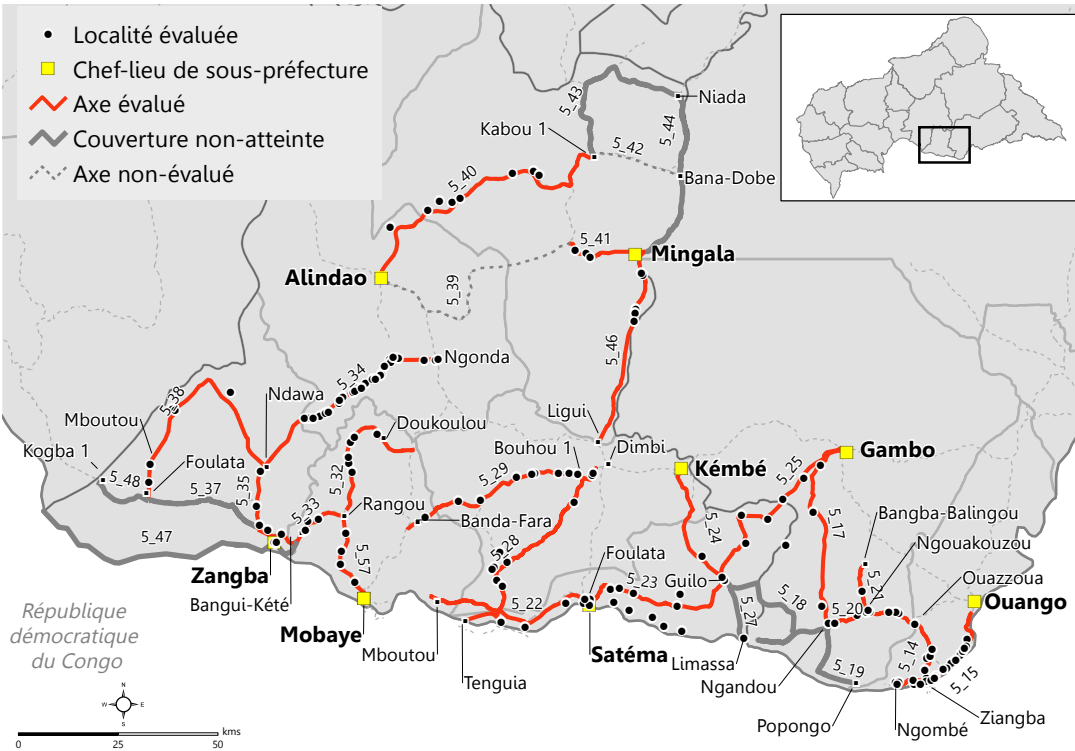 Localité évaluée
Chef-lieu de sous-préfecture
Axe évalué
Couverture non-atteinte
Axe non-évalué
5_43
Niada
5_44
Kabou 1
5_42
Bana-Dobe
5_40
5_41
Mingala
Alindao
5_39
5_46
Ngonda
5_34
5_38
Ndawa
Mboutou
Doukoulou
Ligui
Dimbi
Kogba 1
Foulata
Bouhou 1
Kémbé
Gambo
5_25
5_48
5_37
5_35
5_32
5_29
5_33
Rangou
Banda-Fara
5_24
5_17
Bangba-Balingou
Ngouakouzou
5_47
5_28
Foulata
Ouazzoua
Zangba
5_57
5_23
Guilo
5_27
Bangui-Kété
5_22
5_27
5_18
5_20
Ouango
République
démocratique
du Congo
Mobaye
Mboutou
Satéma
Limassa
5_14
5_15
5_19
Tenguia
Ngandou
Popongo
Ngombé
Ziangba
N
W
E
S
kms
0
25
50